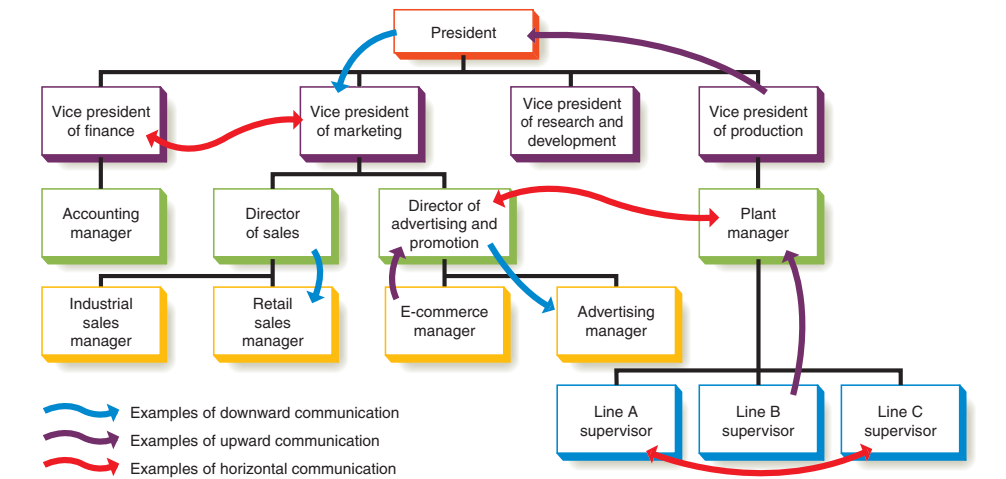 President
Vice president
of finance
Vice president
of marketing
Vice president
of research and
development
Vice president
of production
Accounting
manager
Director
of sales
Director of
advertising and
promotion
Plant
manager
Industrial
sales
manager
Retail
sales
manager
E-commerce
manager
Advertising
manager
Line A
supervisor
Line B
supervisor
Line C
supervisor
Examples of downward communication
Examples of upward communication
Examples of horizontal communication